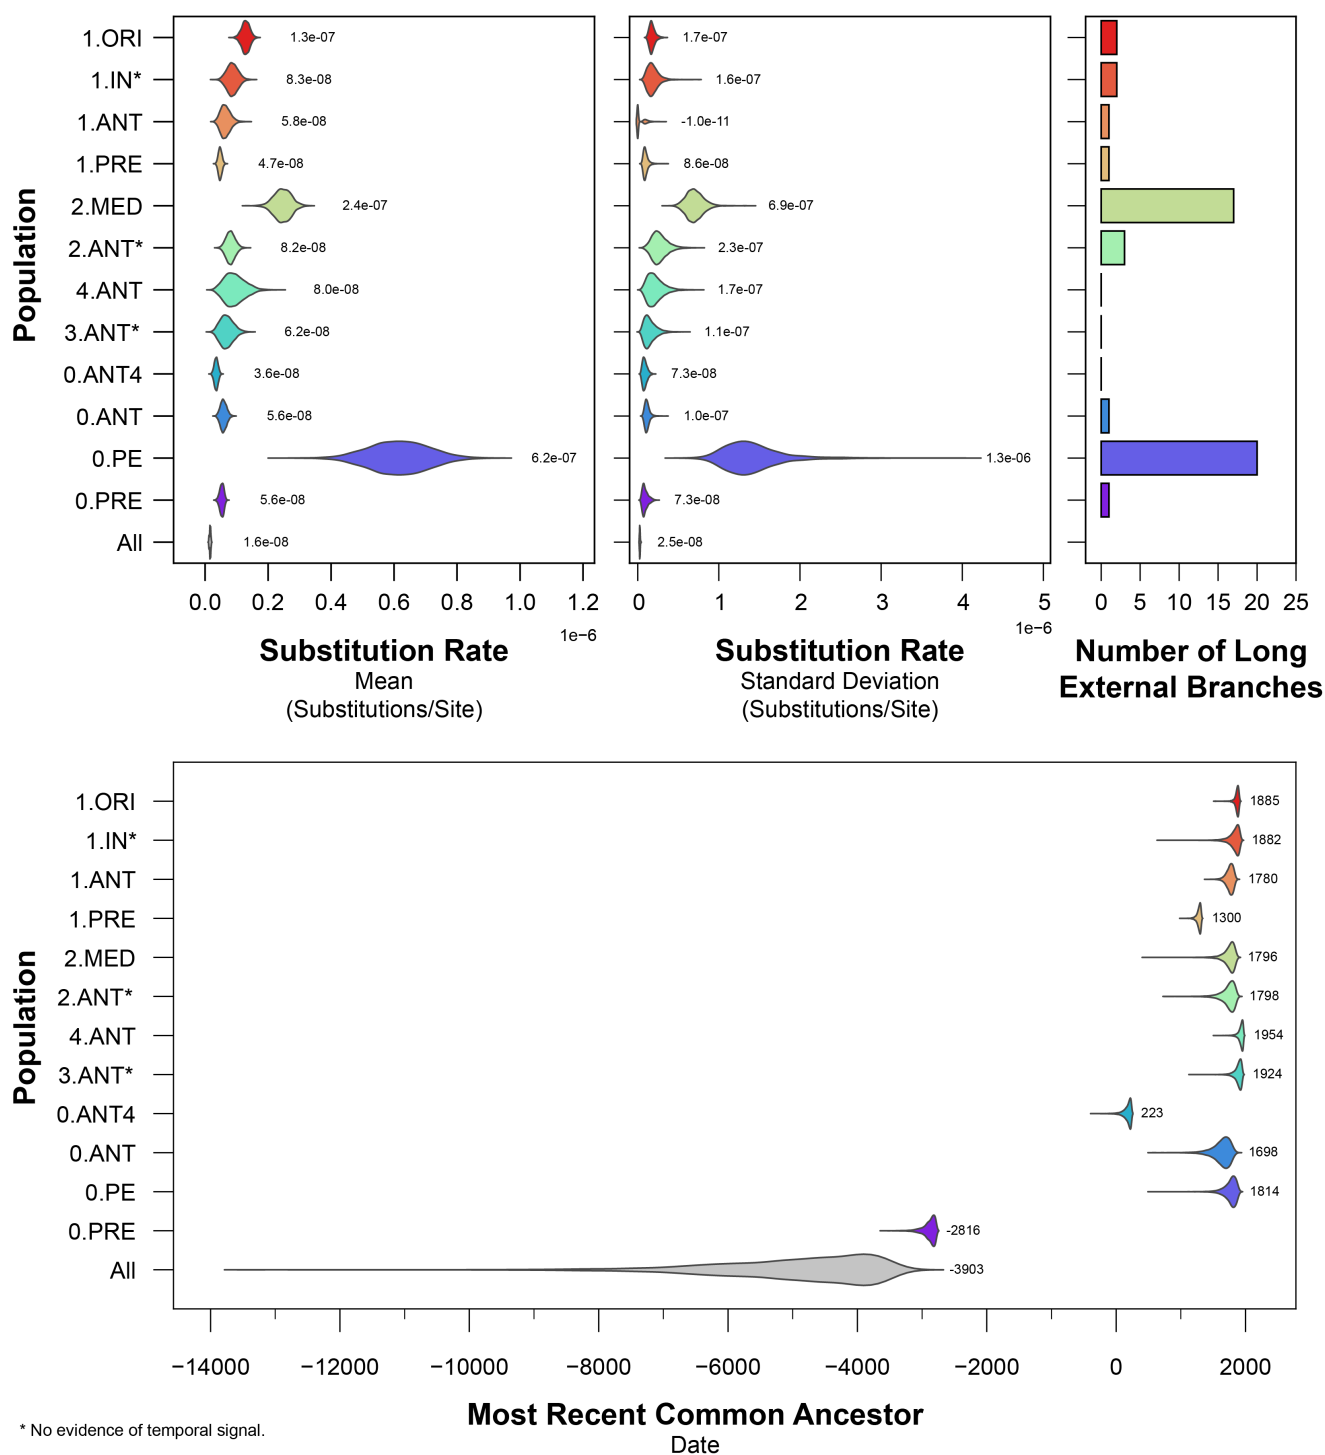 Population
1.ORI
1.IN*
1.ANT
1.PRE
2.MED
2.ANT*
4.ANT
3.ANT*
0.ANT4
0.ANT
0.PE
0.PRE
All
1.3e-07
8.3e-08
5.8e-08
4.7e-08
2.4e-07
8.2e-08
8.0e-08
6.2e-08
3.6e-08
5.6e-08
6.2e-07
5.6e-08
1.6e-08
0.0 0.2 0.4 0.6 0.8 1.0 1.2
1e−6
Substitution Rate
Mean
(Substitutions/Site)
1.7e-07
1.6e-07
-1.0e-11
8.6e-08
6.9e-07
2.3e-07
1.7e-07
1.1e-07
7.3e-08
1.0e-07
1.3e-06
7.3e-08
2.5e-08
0 1 2 3 4 5
1e−6
Substitution Rate
Standard Deviation
(Substitutions/Site)
0 5 10 15 20 25
Number of Long
External Branches
Population
1.ORI
1.IN*
1.ANT
1.PRE
2.MED
2.ANT*
4.ANT
3.ANT*
0.ANT4
0.ANT
0.PE
0.PRE
All
1885
1882
1780
1300
1796
1798
1954
1924
223
1698
1814
-2816
-3903
−14000 −12000 −10000 −8000 −6000 −4000 −2000 0 2000
Most Recent Common Ancestor
Date
* No evidence of temporal signal.